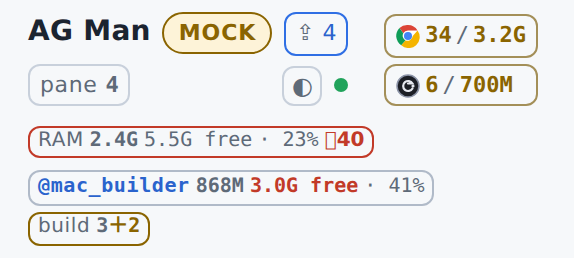 AG Man MOCK ⇪ 4 34/3.2G
pane 4 ◐ 6/700M
RAM 2.4G 5.5G free · 23% ▯40
@mac_builder 868M 3.0G free · 41%
build 3+2